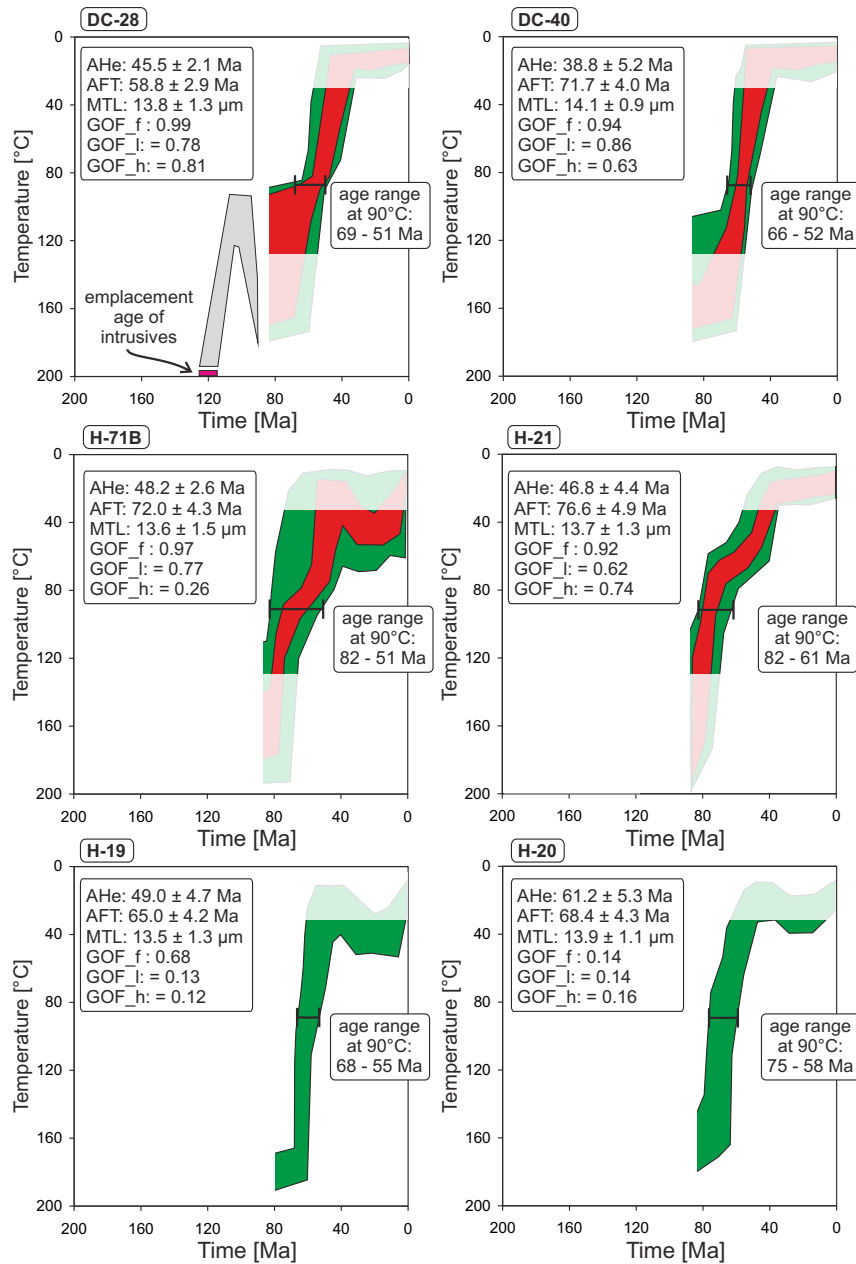 DC-28
AHe: 45.5 ± 2.1 Ma
AFT: 58.8 ± 2.9 Ma
MTL: 13.8 ± 1.3 µm
GOF_f : 0.99
GOF_l: = 0.78
GOF_h: = 0.81
age range
at 90°C:
69 - 51 Ma
emplacement
age of
intrusives
Temperature [°C]
0
40
80
120
160
200
200 160 120 80 40 0
Time [Ma]
DC-40
AHe: 38.8 ± 5.2 Ma
AFT: 71.7 ± 4.0 Ma
MTL: 14.1 ± 0.9 µm
GOF_f : 0.94
GOF_l: = 0.86
GOF_h: = 0.63
age range
at 90°C:
66 - 52 Ma
Temperature [°C]
0
40
80
120
160
200
200 160 120 80 40 0
Time [Ma]
H-71B
AHe: 48.2 ± 2.6 Ma
AFT: 72.0 ± 4.3 Ma
MTL: 13.6 ± 1.5 µm
GOF_f : 0.97
GOF_l: = 0.77
GOF_h: = 0.26
age range
at 90°C:
82 - 51 Ma
Temperature [°C]
0
40
80
120
160
200
200 160 120 80 40 0
Time [Ma]
H-21
AHe: 46.8 ± 4.4 Ma
AFT: 76.6 ± 4.9 Ma
MTL: 13.7 ± 1.3 µm
GOF_f : 0.92
GOF_l: = 0.62
GOF_h: = 0.74
age range
at 90°C:
82 - 61 Ma
Temperature [°C]
0
40
80
120
160
200
200 160 120 80 40 0
Time [Ma]
H-19
AHe: 49.0 ± 4.7 Ma
AFT: 65.0 ± 4.2 Ma
MTL: 13.5 ± 1.3 µm
GOF_f : 0.68
GOF_l: = 0.13
GOF_h: = 0.12
age range
at 90°C:
68 - 55 Ma
Temperature [°C]
0
40
80
120
160
200
200 160 120 80 40 0
Time [Ma]
H-20
AHe: 61.2 ± 5.3 Ma
AFT: 68.4 ± 4.3 Ma
MTL: 13.9 ± 1.1 µm
GOF_f : 0.14
GOF_l: = 0.14
GOF_h: = 0.16
age range
at 90°C:
75 - 58 Ma
Temperature [°C]
0
40
80
120
160
200
200 160 120 80 40 0
Time [Ma]